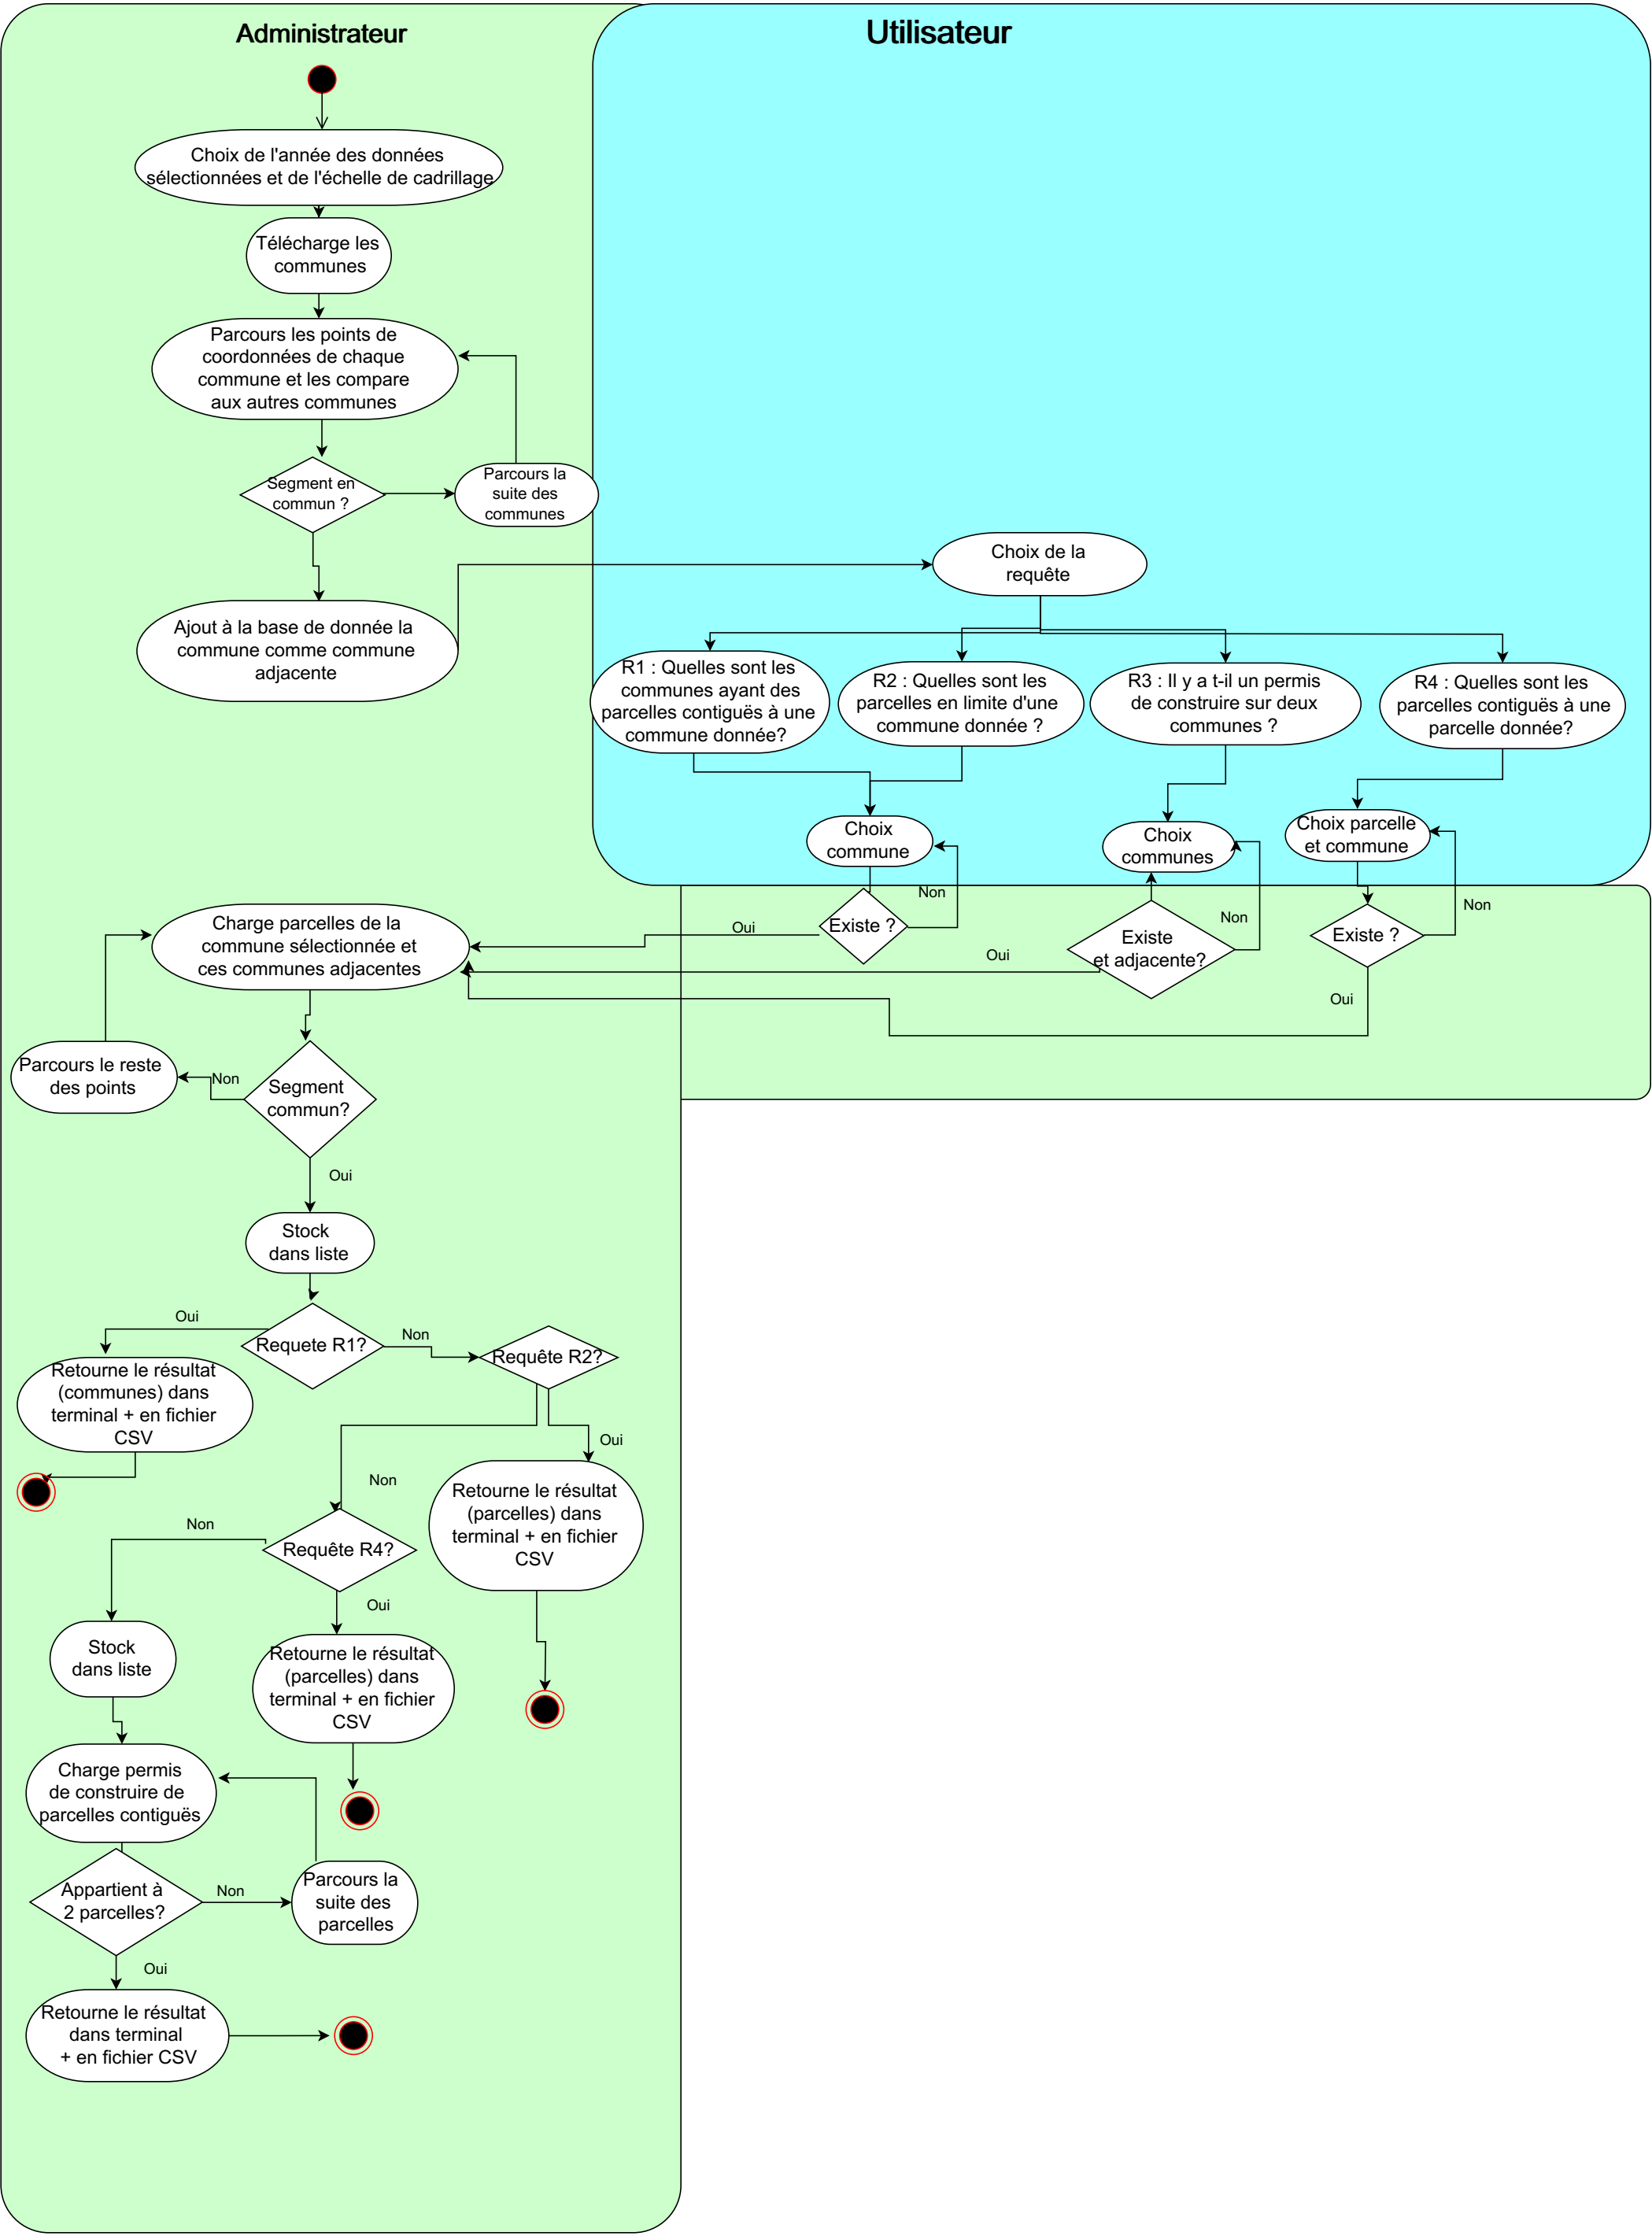 Administrateur
Utilisateur
Choix de l'année des données
sélectionnées et de l'échelle de cadrillage
Télécharge les
communes
Parcours les points de
coordonnées de chaque
commune et les compare
aux autres communes
Segment en
commun ?
Parcours la
suite des
communes
Ajout à la base de donnée la
commune comme commune
adjacente
Choix de la
requête
R1 : Quelles sont les
communes ayant des
parcelles contiguës à une
commune donnée?
R2 : Quelles sont les
parcelles en limite d'une
commune donnée ?
R3 : Il y a t-il un permis
de construire sur deux
communes ?
R4 : Quelles sont les
parcelles contiguës à une
parcelle donnée?
Choix
commune
Choix
communes
Choix parcelle
et commune
Non
Existe ?
Oui
Non
Existe
et adjacente?
Oui
Non
Existe ?
Oui
Charge parcelles de la
commune sélectionnée et
ces communes adjacentes
Parcours le reste
des points
Non
Segment
commun?
Oui
Stock
dans liste
Oui
Requete R1?
Non
Requête R2?
Retourne le résultat
(communes) dans
terminal + en fichier
CSV
Oui
Non
Retourne le résultat
(parcelles) dans
terminal + en fichier
CSV
Non
Requête R4?
Oui
Stock
dans liste
Retourne le résultat
(parcelles) dans
terminal + en fichier
CSV
Charge permis
de construire de
parcelles contiguës
Appartient à
2 parcelles?
Non
Parcours la
suite des
parcelles
Oui
Retourne le résultat
dans terminal
+ en fichier CSV